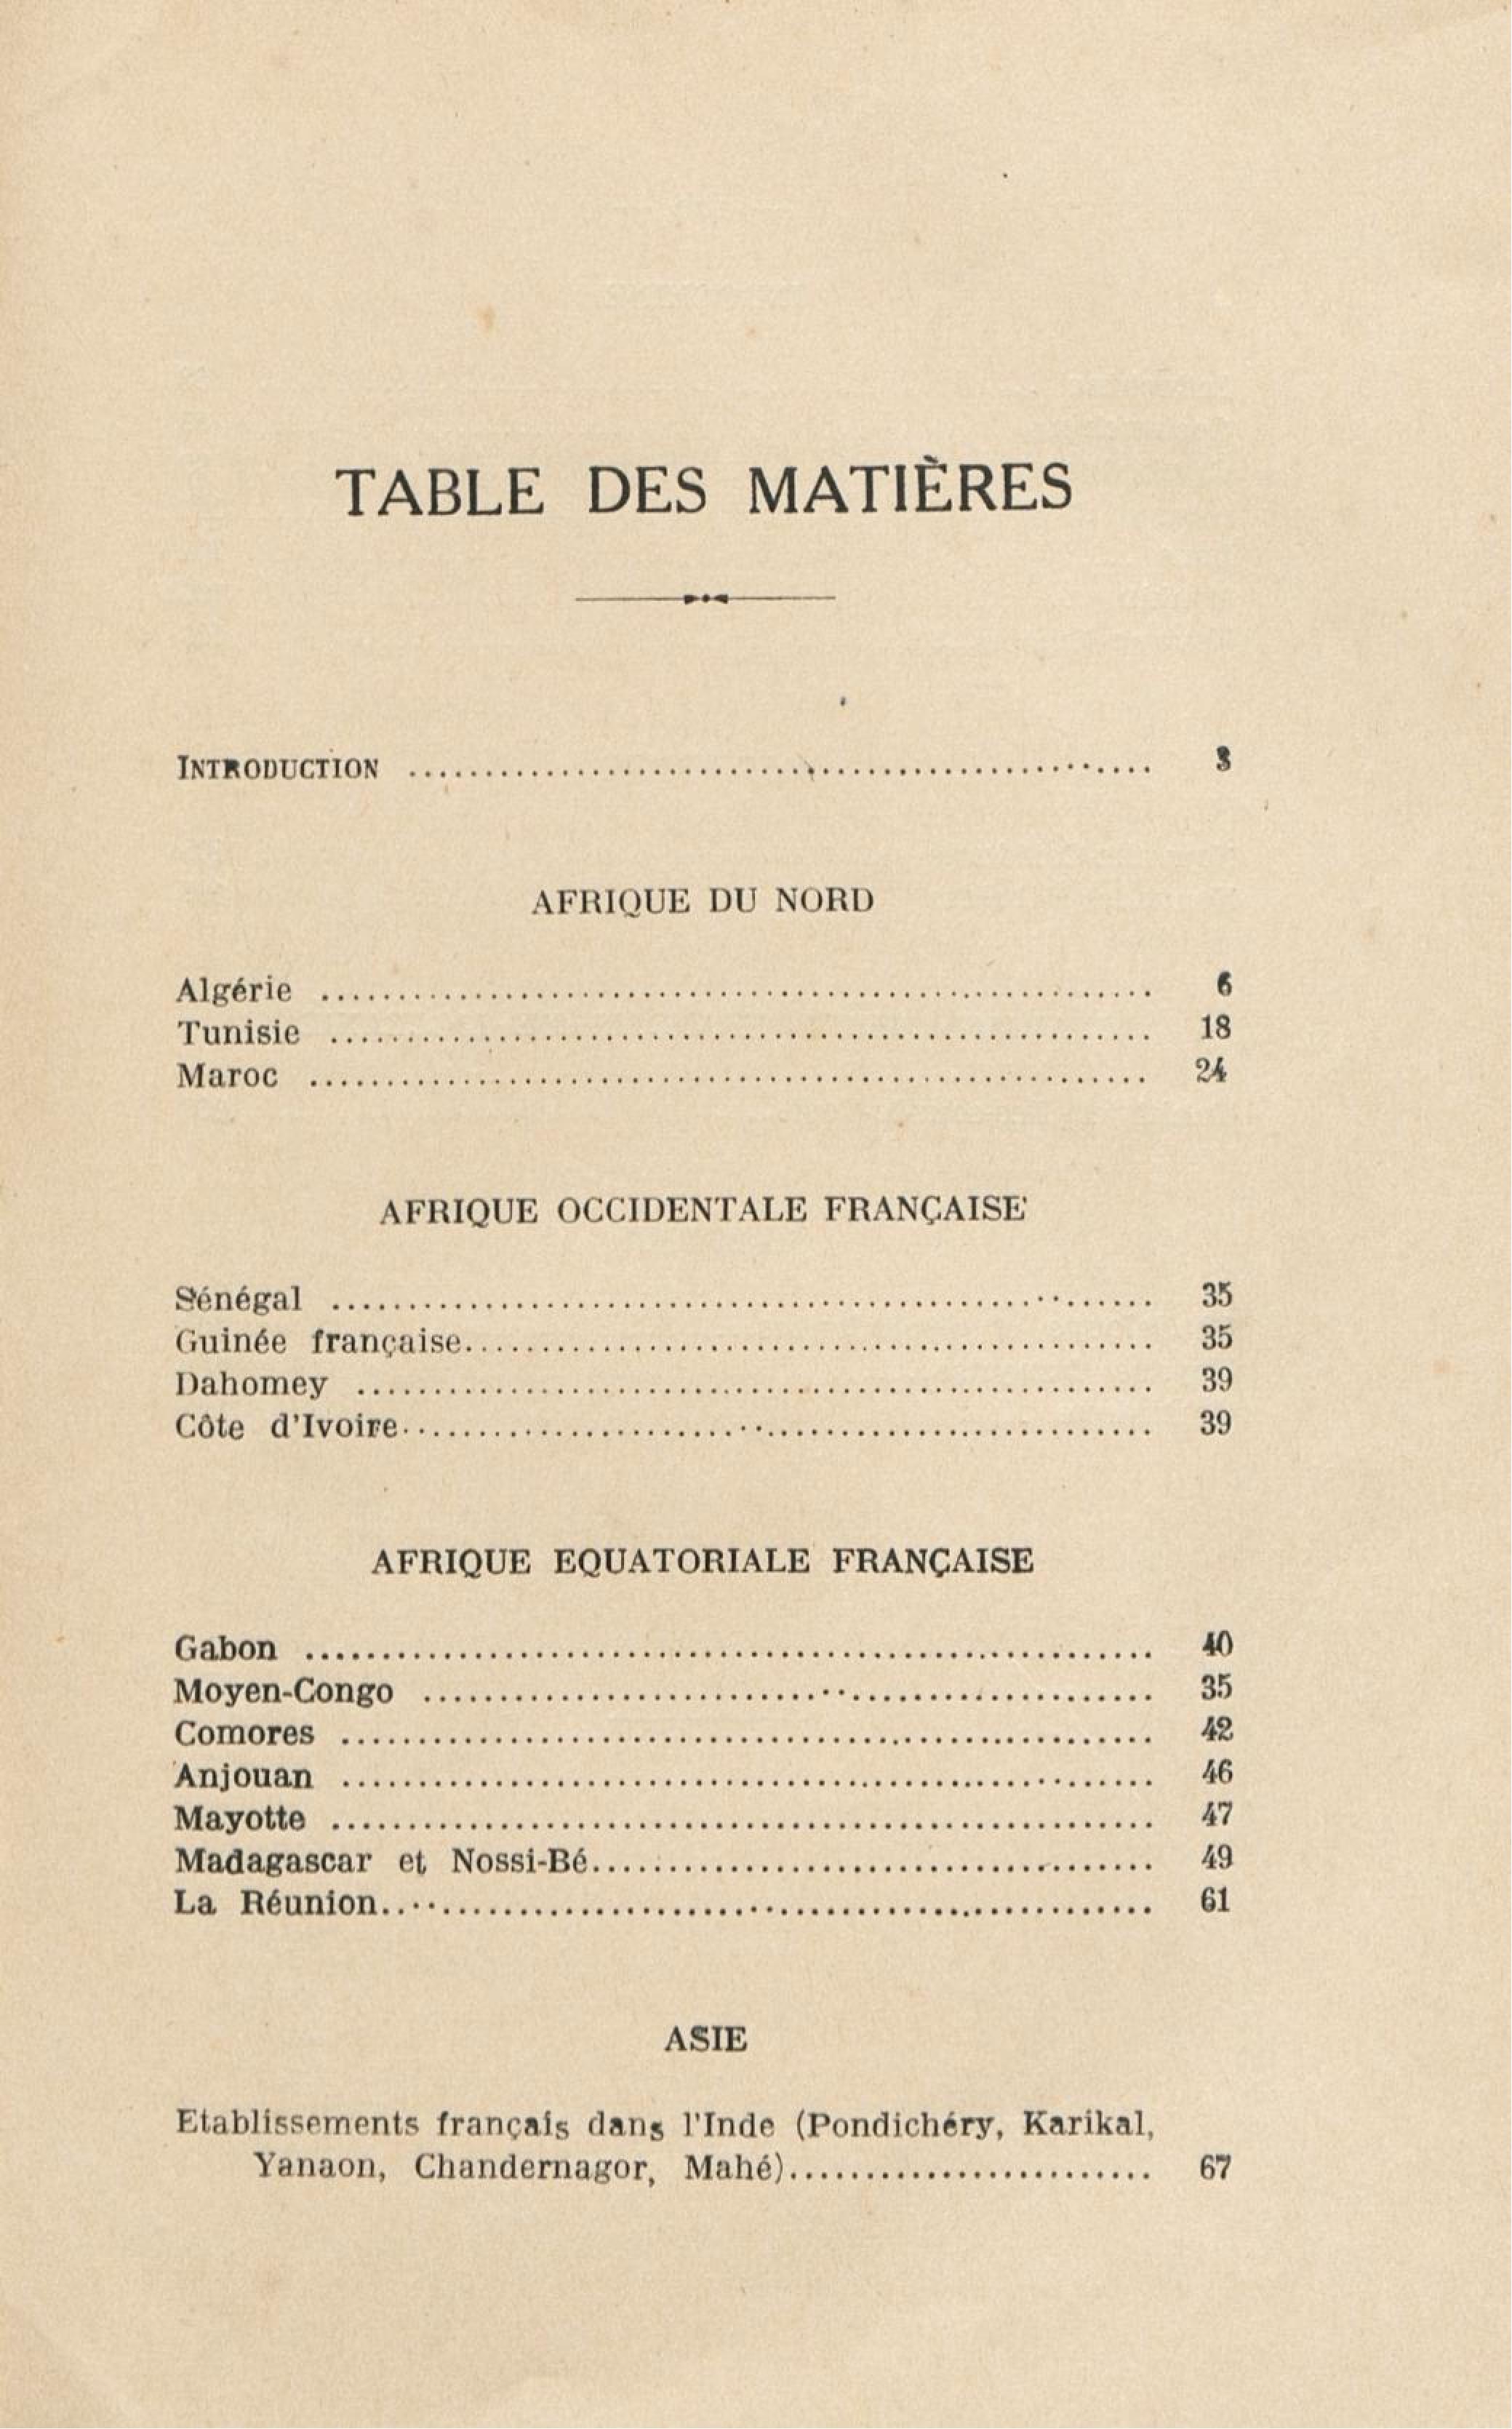 TABLE DES MATIÈRES
INTRODUCTION ........................................ 3
AFRIQUE DU NORD
Algérie ........................................ 6
Tunisie ........................................ 18
Maroc ........................................ 24
AFRIQUE OCCIDENTALE FRANÇAISE
Sénégal ........................................ 35
Guinée française........................................ 35
Dahomey ........................................ 39
Côte d'Ivoire........................................ 39
AFRIQUE EQUATORIALE FRANÇAISE
Gabon ........................................ 40
Moyen-Congo ........................................ 35
Comores ........................................ 42
Anjouan ........................................ 46
Mayotte ........................................ 47
Madagascar et Nossi-Bé........................................ 49
La Réunion........................................ 61
ASIE
Etablissements français dans l'Inde (Pondichéry, Karikal,
Yanaon, Chandernagor, Mahé)........................ 67